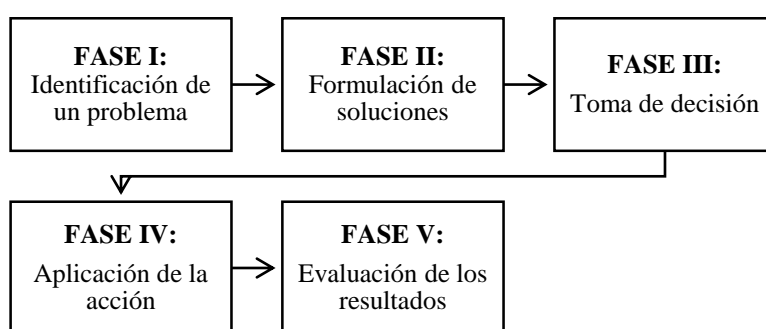 FASE I:
Identificación de
un problema
FASE II:
Formulación de
soluciones
FASE III:
Toma de decisión
FASE IV:
Aplicación de la
acción
FASE V:
Evaluación de los
resultados